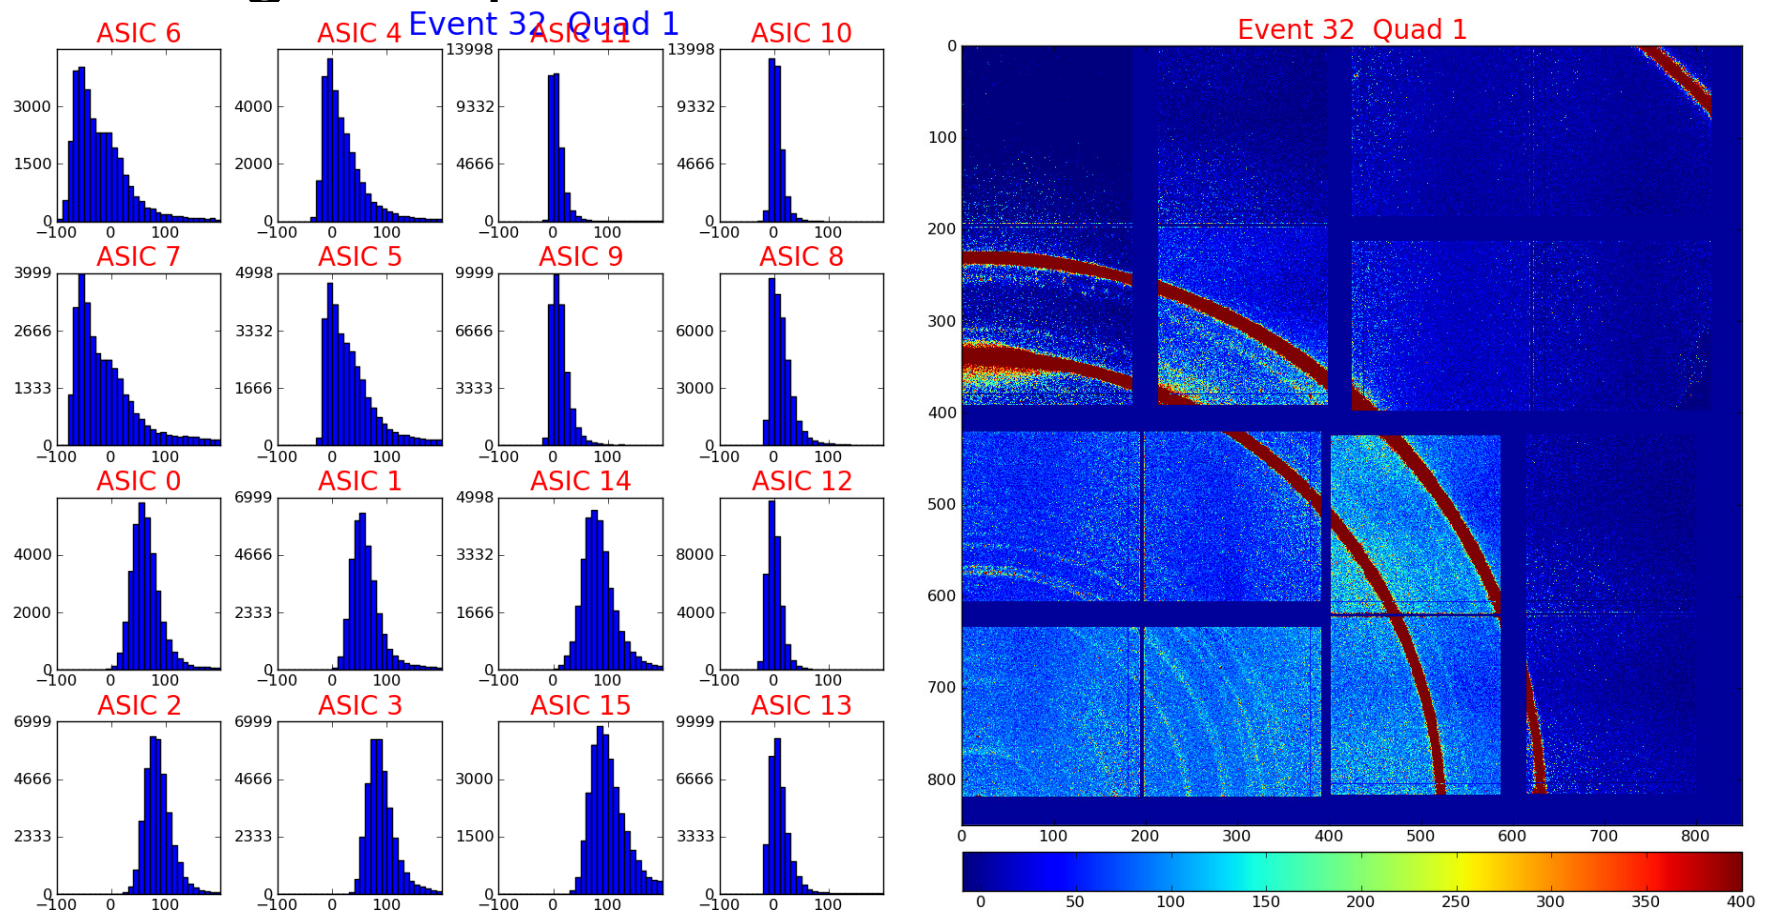 Event 32 Quad 1
ASIC 6 ASIC 4 ASIC 11 ASIC 10
3000 1500 0 −100 0 100
4000 2000 0 −100 0 100
13998 9332 4666 0 −100 0 100
13998 9332 4666 0 −100 0 100
ASIC 7 ASIC 5 ASIC 9 ASIC 8
3999 2666 1333 0 −100 0 100
4998 3332 1666 0 −100 0 100
9999 6666 3333 0 −100 0 100
6000 3000 0 −100 0 100
ASIC 0 ASIC 1 ASIC 14 ASIC 12
4000 2000 0 −100 0 100
6999 4666 2333 0 −100 0 100
4998 3332 1666 0 −100 0 100
8000 4000 0 −100 0 100
ASIC 2 ASIC 3 ASIC 15 ASIC 13
6999 4666 2333 0 −100 0 100
6999 4666 2333 0 −100 0 100
3000 1500 0 −100 0 100
9999 6666 3333 0 −100 0 100
Event 32 Quad 1
0
100
200
300
400
500
600
700
800
0 100 200 300 400 500 600 700 800
0 50 100 150 200 250 300 350 400